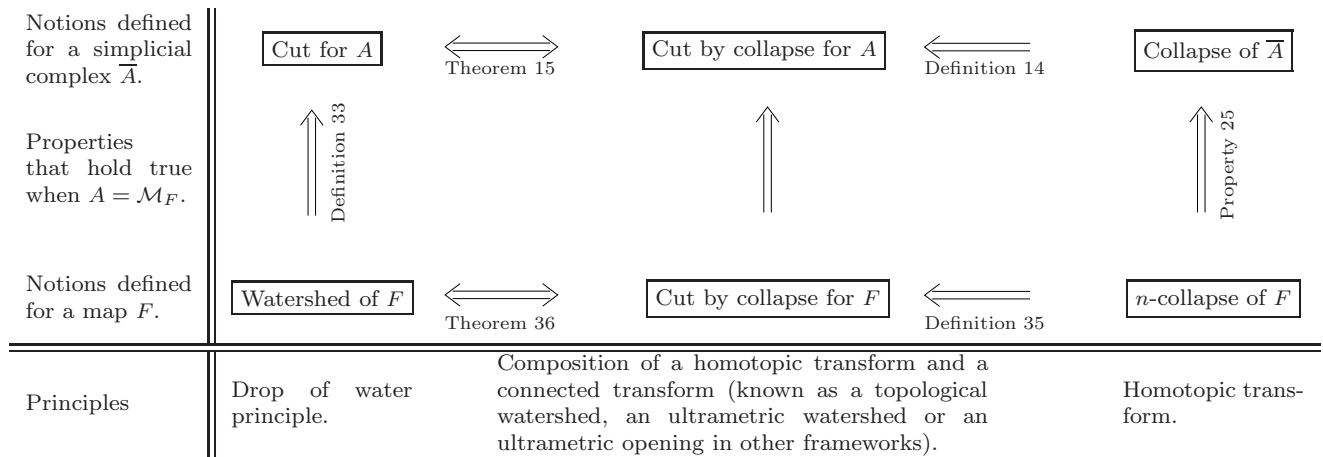 Notions defined
for a simplicial
complex A̅.
Cut for A
Theorem 15
Cut by collapse for A
Definition 14
Collapse of A̅
Properties
that hold true
when A = ℳ_F.
Definition 33
Property 25
Notions defined
for a map F.
Watershed of F
Theorem 36
Cut by collapse for F
Definition 35
n-collapse of F
Principles
Drop of water
principle.
Composition of a homotopic transform and a
connected transform (known as a topological
watershed, an ultrametric watershed or an
ultrametric opening in other frameworks).
Homotopic trans-
form.